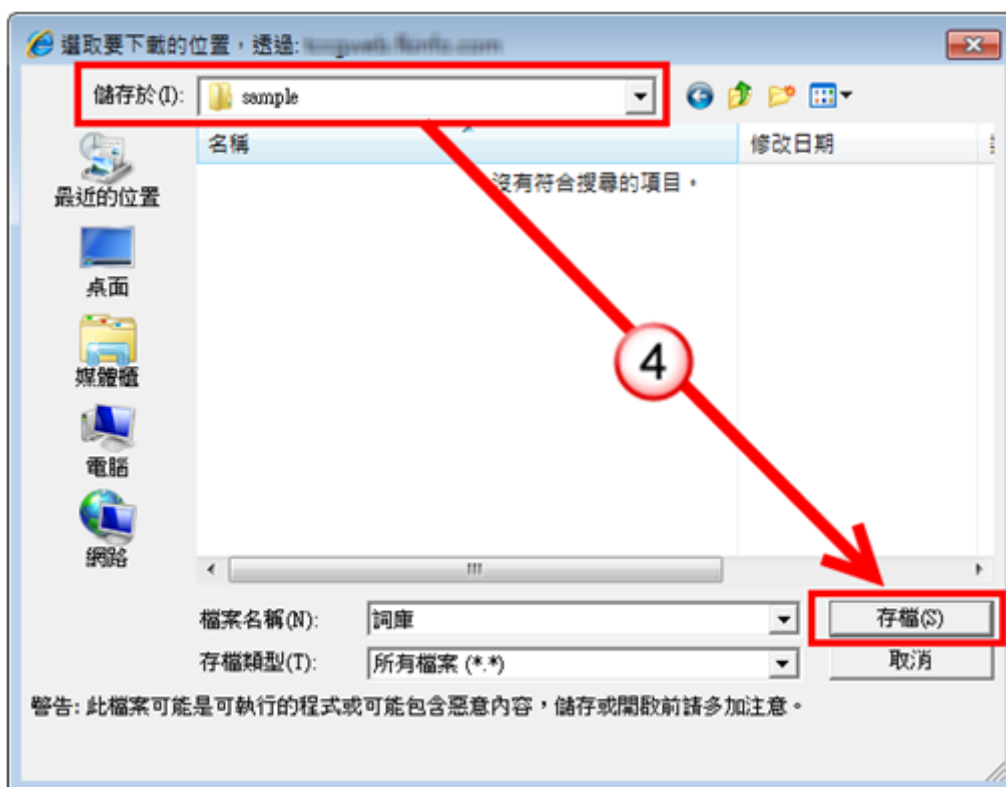 選取要下載的位置,透過:
儲存於(I): sample
名稱 修改日期
沒有符合搜尋的項目。
最近的位置
桌面
媒體櫃
電腦
網路
4
檔案名稱(N): 詞庫 存檔(S)
存檔類型(T): 所有檔案 (*.*) 取消
警告: 此檔案可能是可執行的程式或可能包含惡意內容,儲存或開啟前請多加注意。